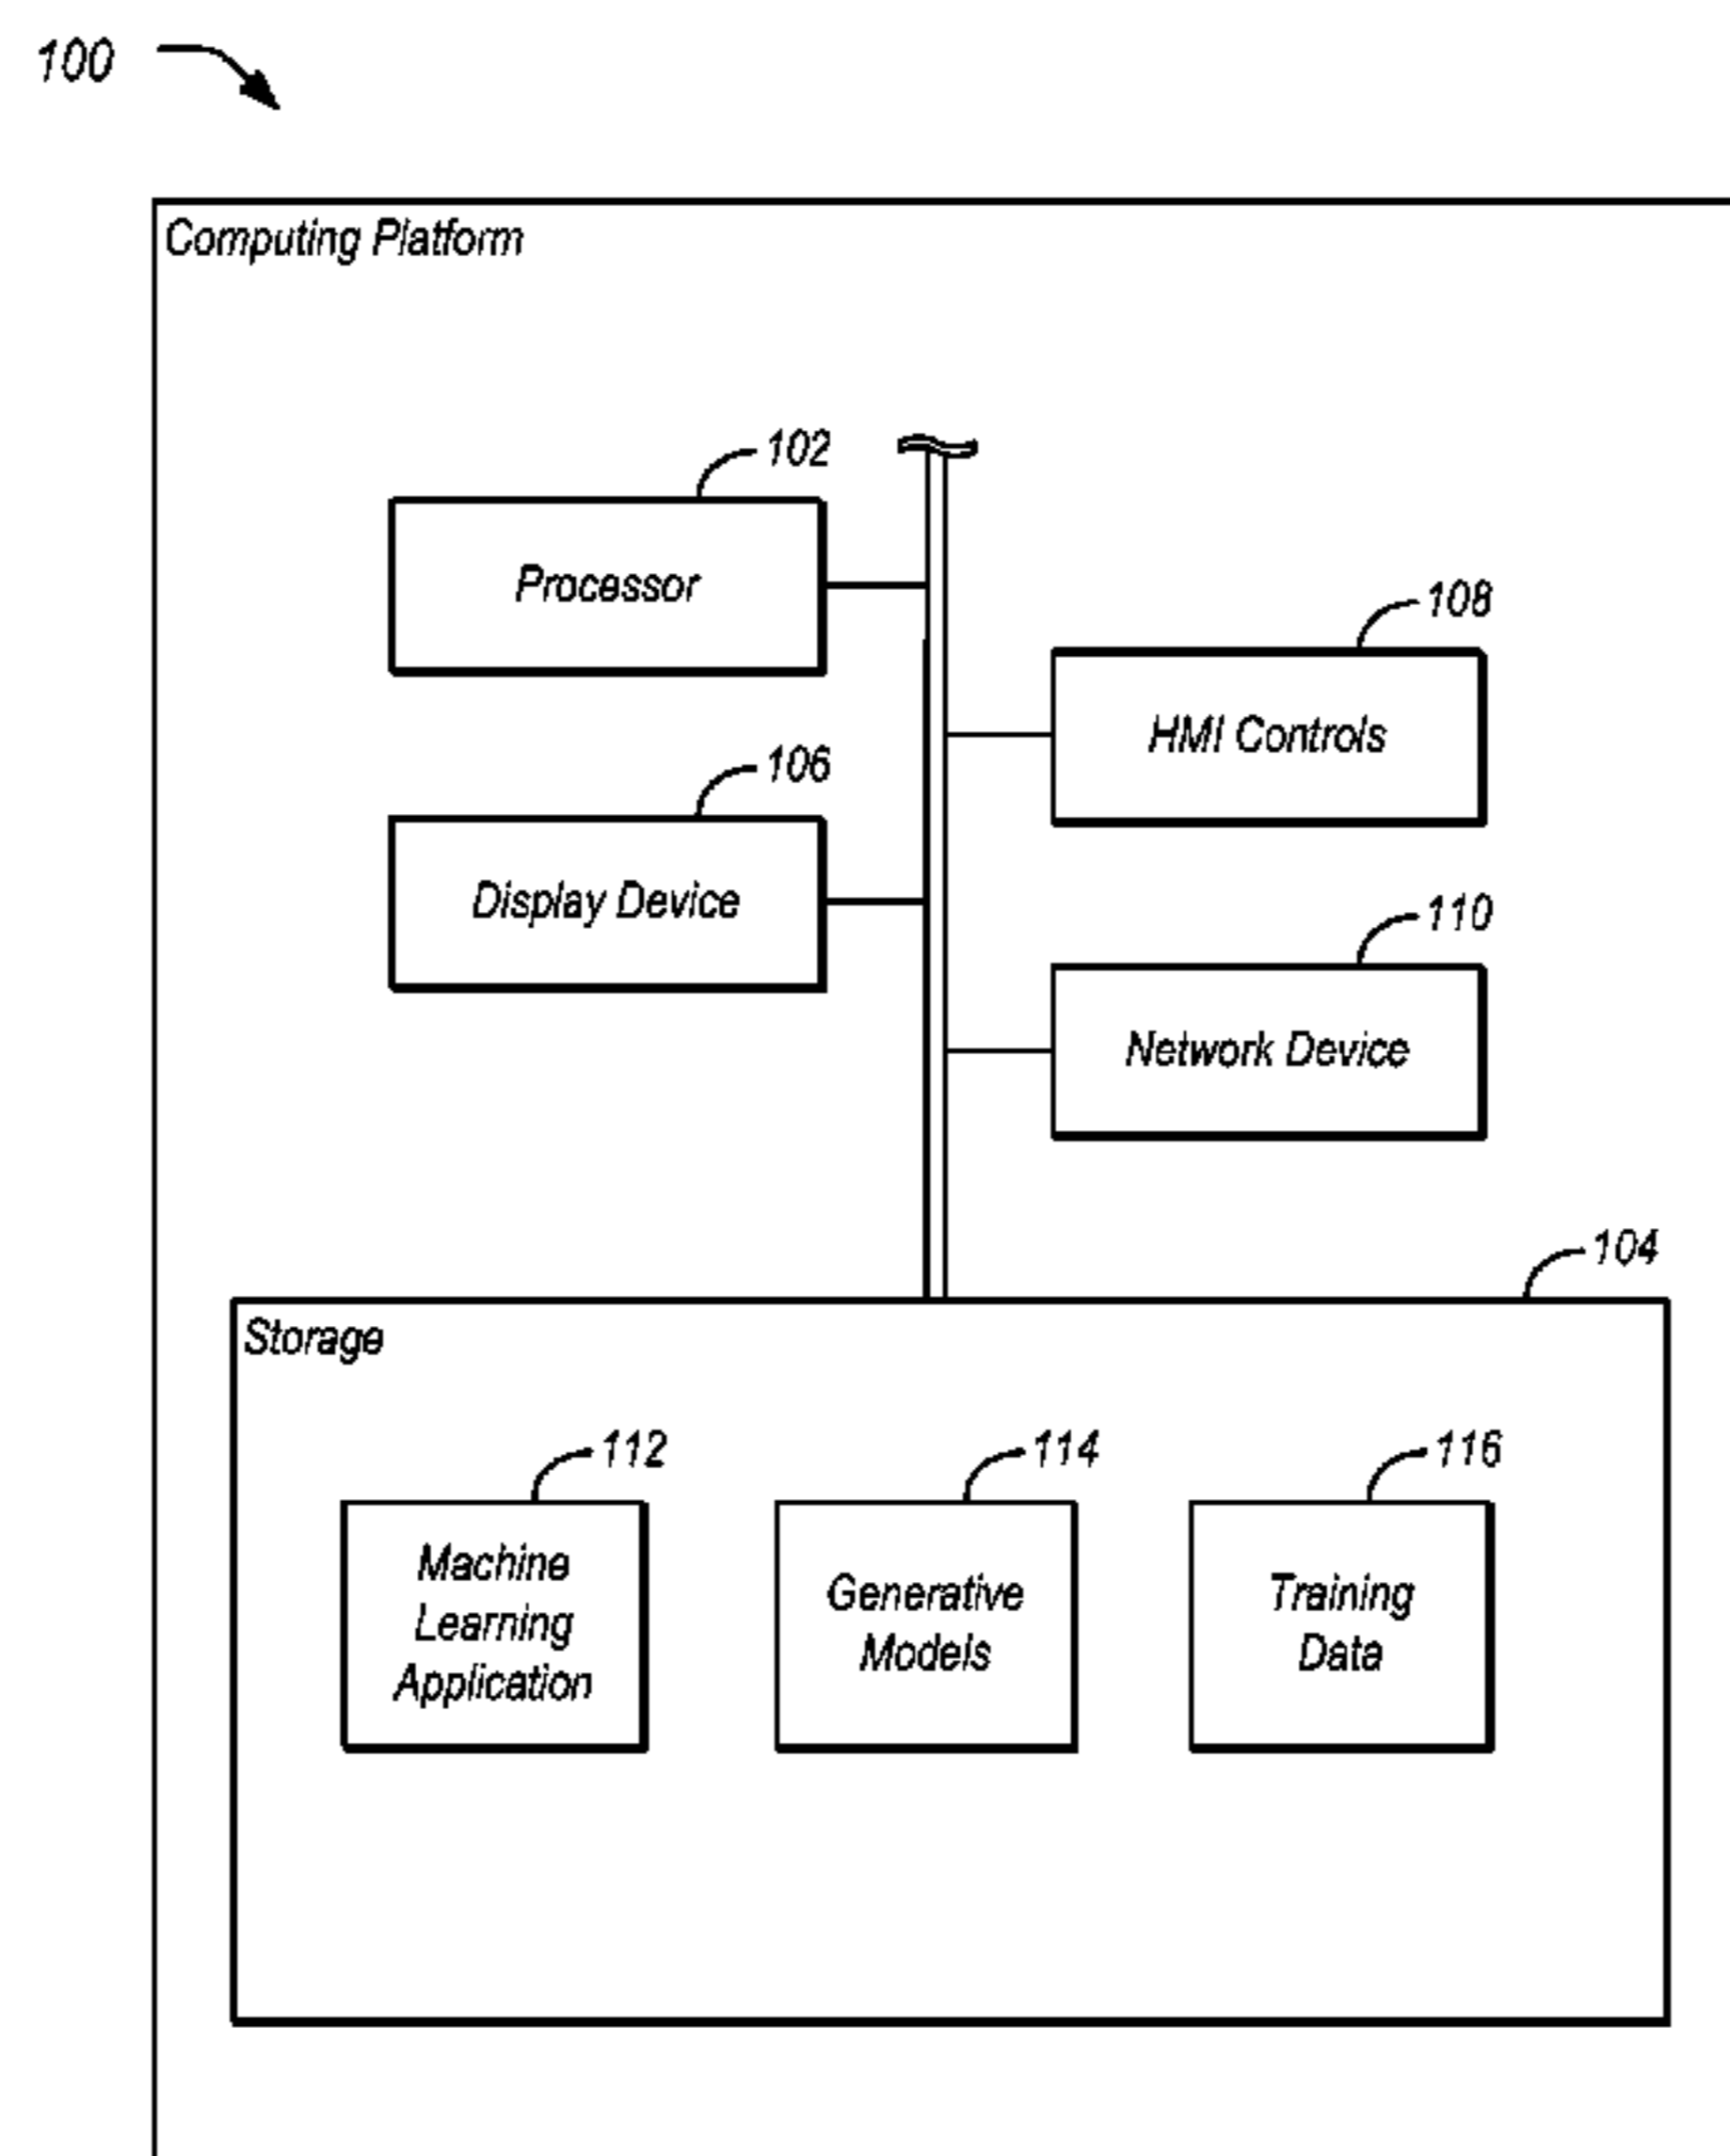 100
Computing Platform
102
Processor
108
HMI Controls
106
Display Device
110
Network Device
104
Storage
112
Machine
Learning
Application
114
Generative
Models
116
Training
Data